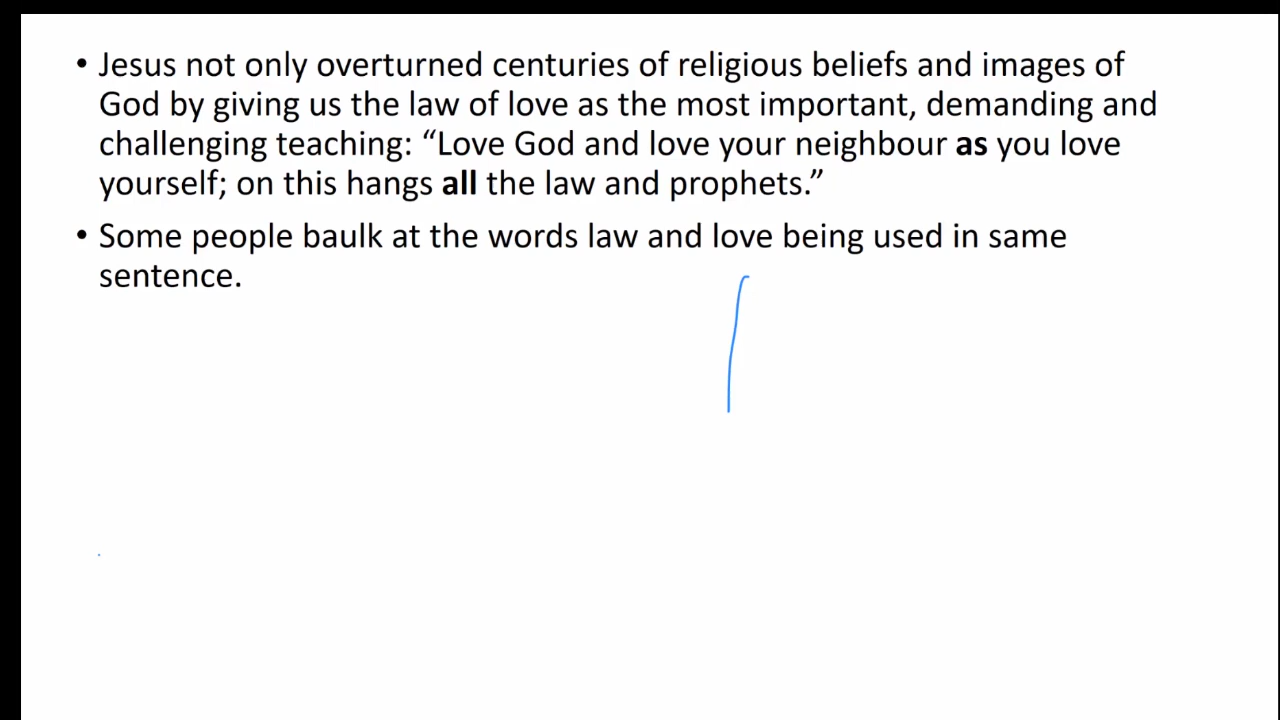 • Jesus not only overturned centuries of religious beliefs and images of
God by giving us the law of love as the most important, demanding and
challenging teaching: “Love God and love your neighbour as you love
yourself; on this hangs all the law and prophets.”
• Some people baulk at the words law and love being used in same
sentence.